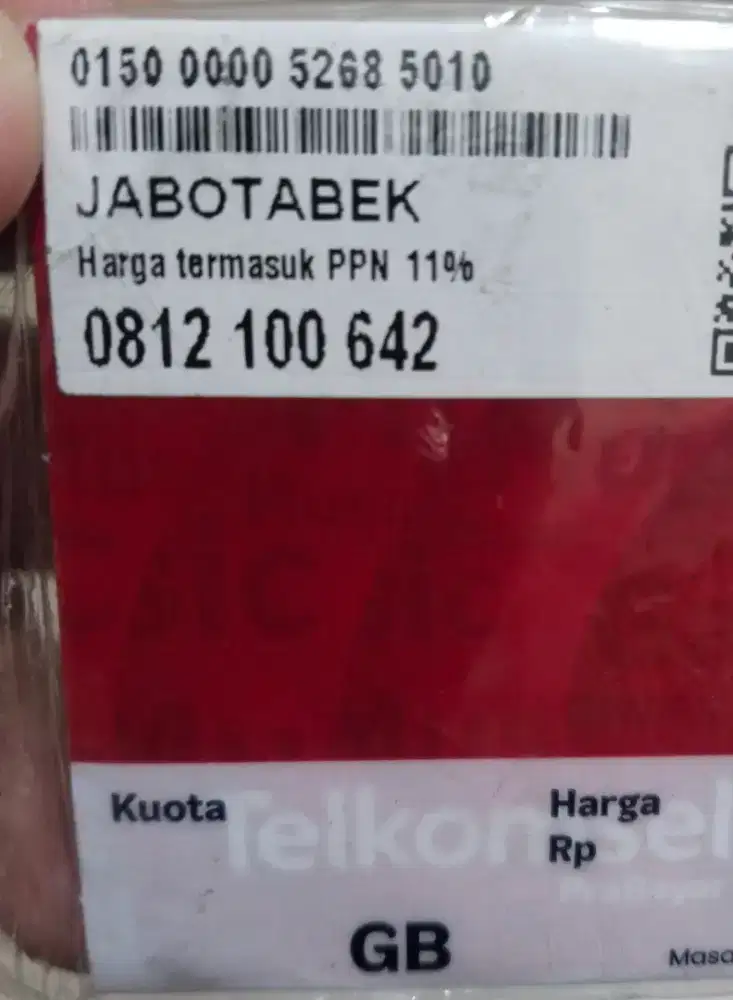 0150 0000 5268 5010
JABOTABEK
Harga termasuk PPN 11%
0812 100 642
Kuota
Harga
Telkomsel
Rp
GB